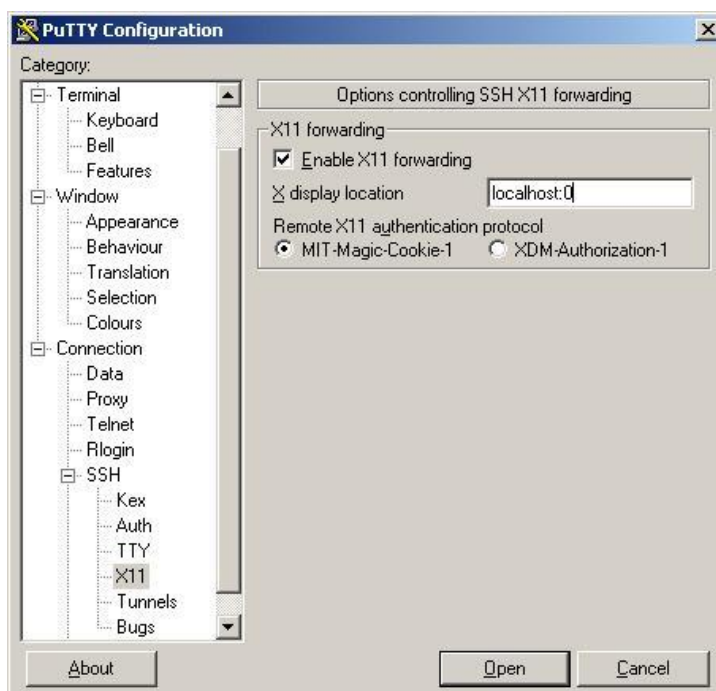 PuTTY Configuration
Category:
Terminal
Keyboard
Bell
Features
Window
Appearance
Behaviour
Translation
Selection
Colours
Connection
Data
Proxy
Telnet
Rlogin
SSH
Kex
Auth
TTY
X11
Tunnels
Bugs
Options controlling SSH X11 forwarding
X11 forwarding
Enable X11 forwarding
X display location localhost:0
Remote X11 authentication protocol
MIT-Magic-Cookie-1 XDM-Authorization-1
About Open Cancel